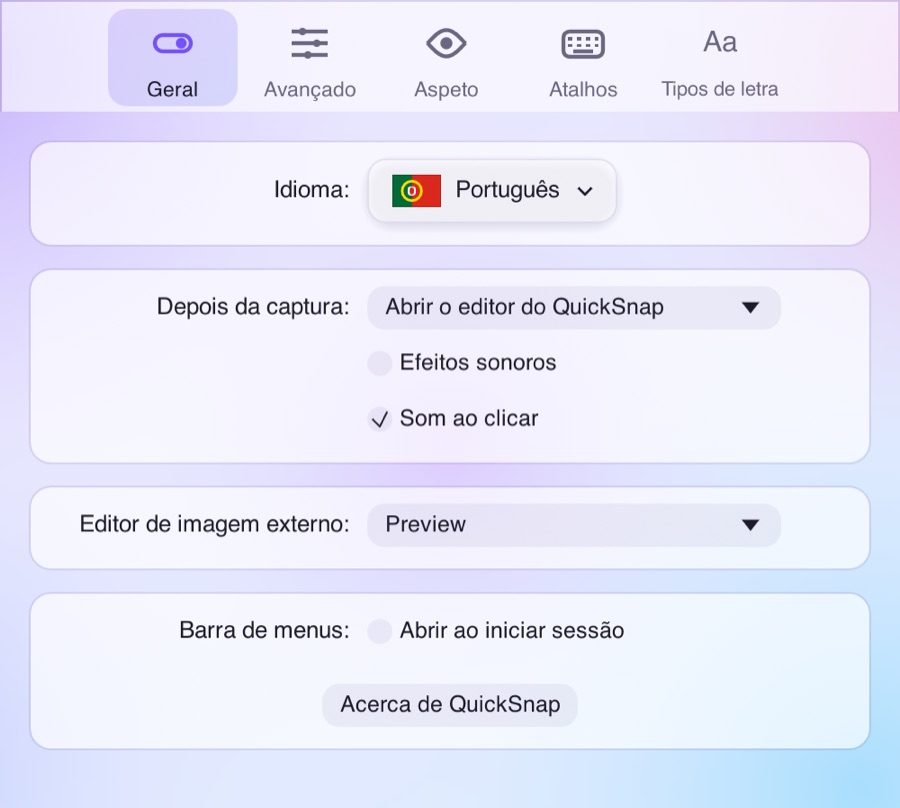 Geral
Avançado
Aspeto
Atalhos
Aa
Tipos de letra
Idioma:
Português
Depois da captura:
Abrir o editor do QuickSnap
Efeitos sonoros
Som ao clicar
Editor de imagem externo:
Preview
Barra de menus:
Abrir ao iniciar sessão
Acerca de QuickSnap